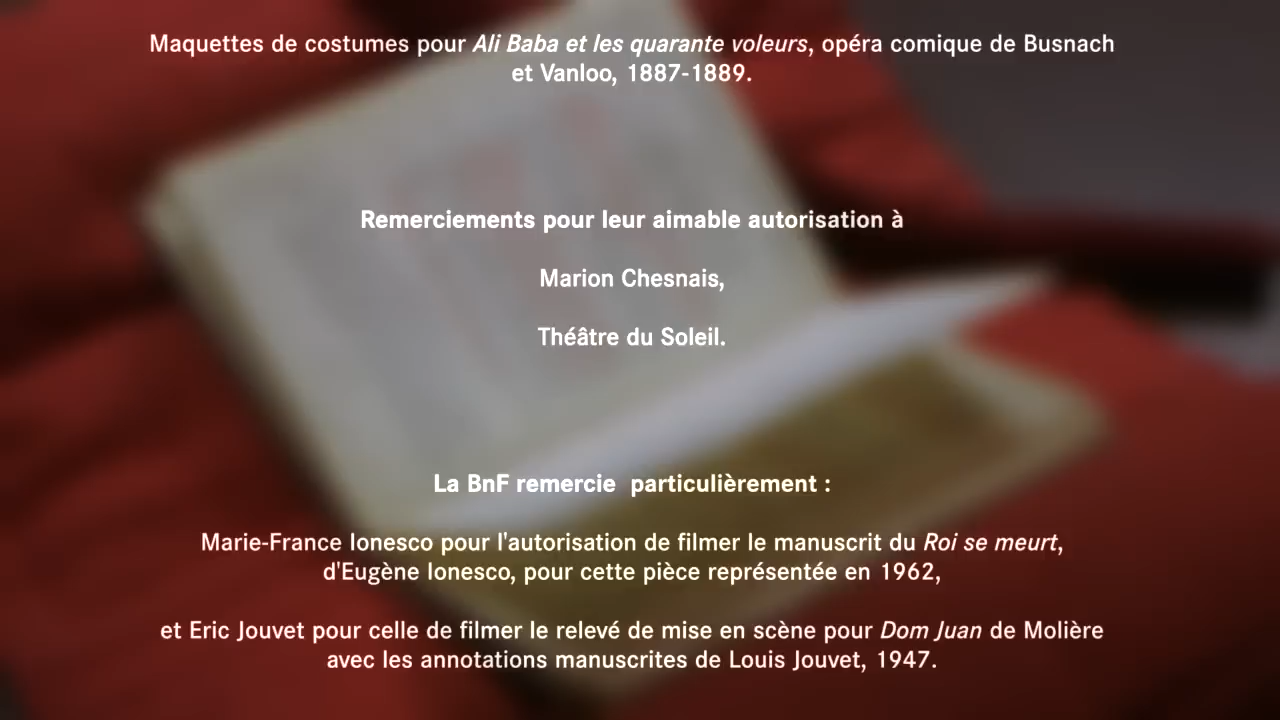 Maquettes de costumes pour Ali Baba et les quarante voleurs, opéra comique de Busnach
et Vanloo, 1887-1889.
Remerciements pour leur aimable autorisation à
Marion Chesnais,
Théâtre du Soleil.
La BnF remercie  particulièrement :
Marie-France Ionesco pour l'autorisation de filmer le manuscrit du Roi se meurt,
d'Eugène Ionesco, pour cette pièce représentée en 1962,
et Eric Jouvet pour celle de filmer le relevé de mise en scène pour Dom Juan de Molière
avec les annotations manuscrites de Louis Jouvet, 1947.